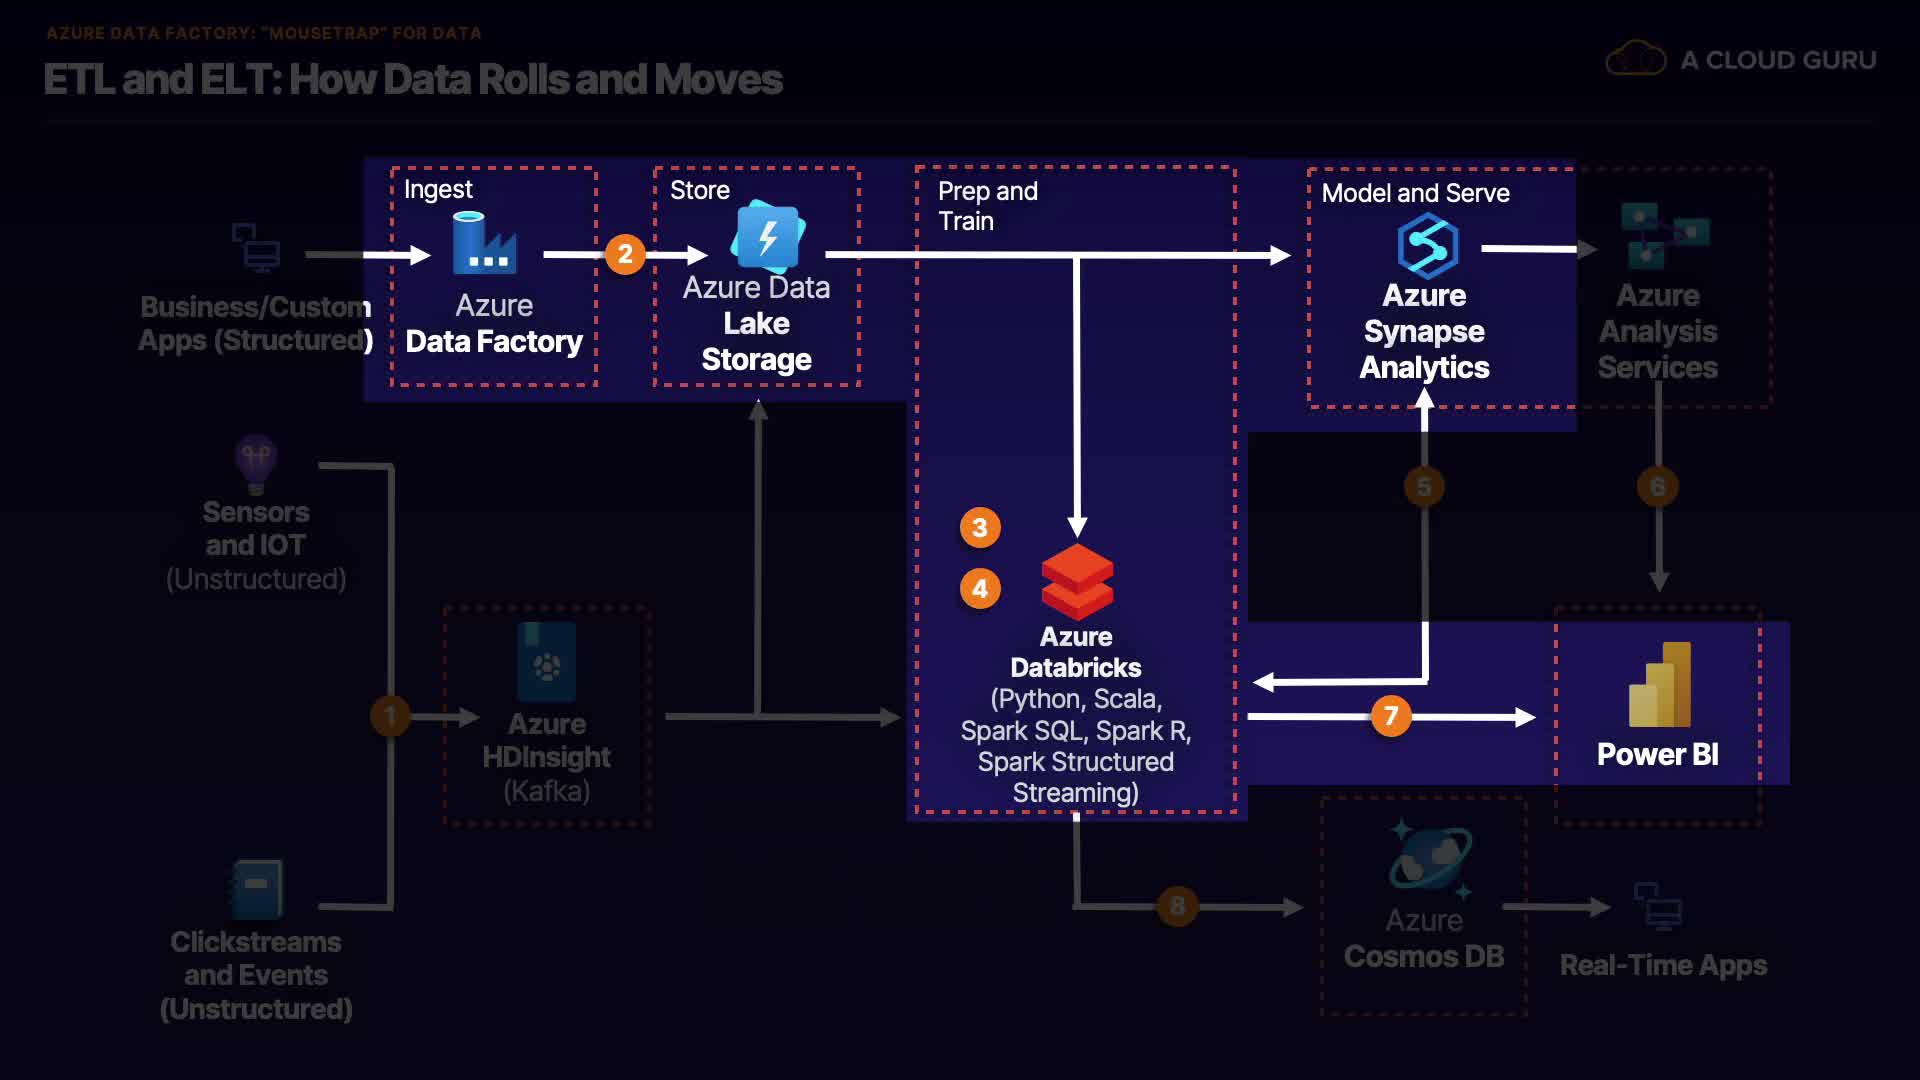 AZURE DATA FACTORY: "MOUSETRAP" FOR DATA
ETL and ELT: How Data Rolls and Moves
A CLOUD GURU
Business/Custom
Apps (Structured)
Ingest
Azure
Data Factory
2
Store
Azure Data
Lake
Storage
Prep and
Train
Model and Serve
Azure
Synapse
Analytics
Azure
Analysis
Services
Sensors
and IOT
(Unstructured)
1
Azure
HDInsight
(Kafka)
3
4
Azure
Databricks
(Python, Scala,
Spark SQL, Spark R,
Spark Structured
Streaming)
5
6
7
Power BI
Clickstreams
and Events
(Unstructured)
8
Azure
Cosmos DB
Real-Time Apps